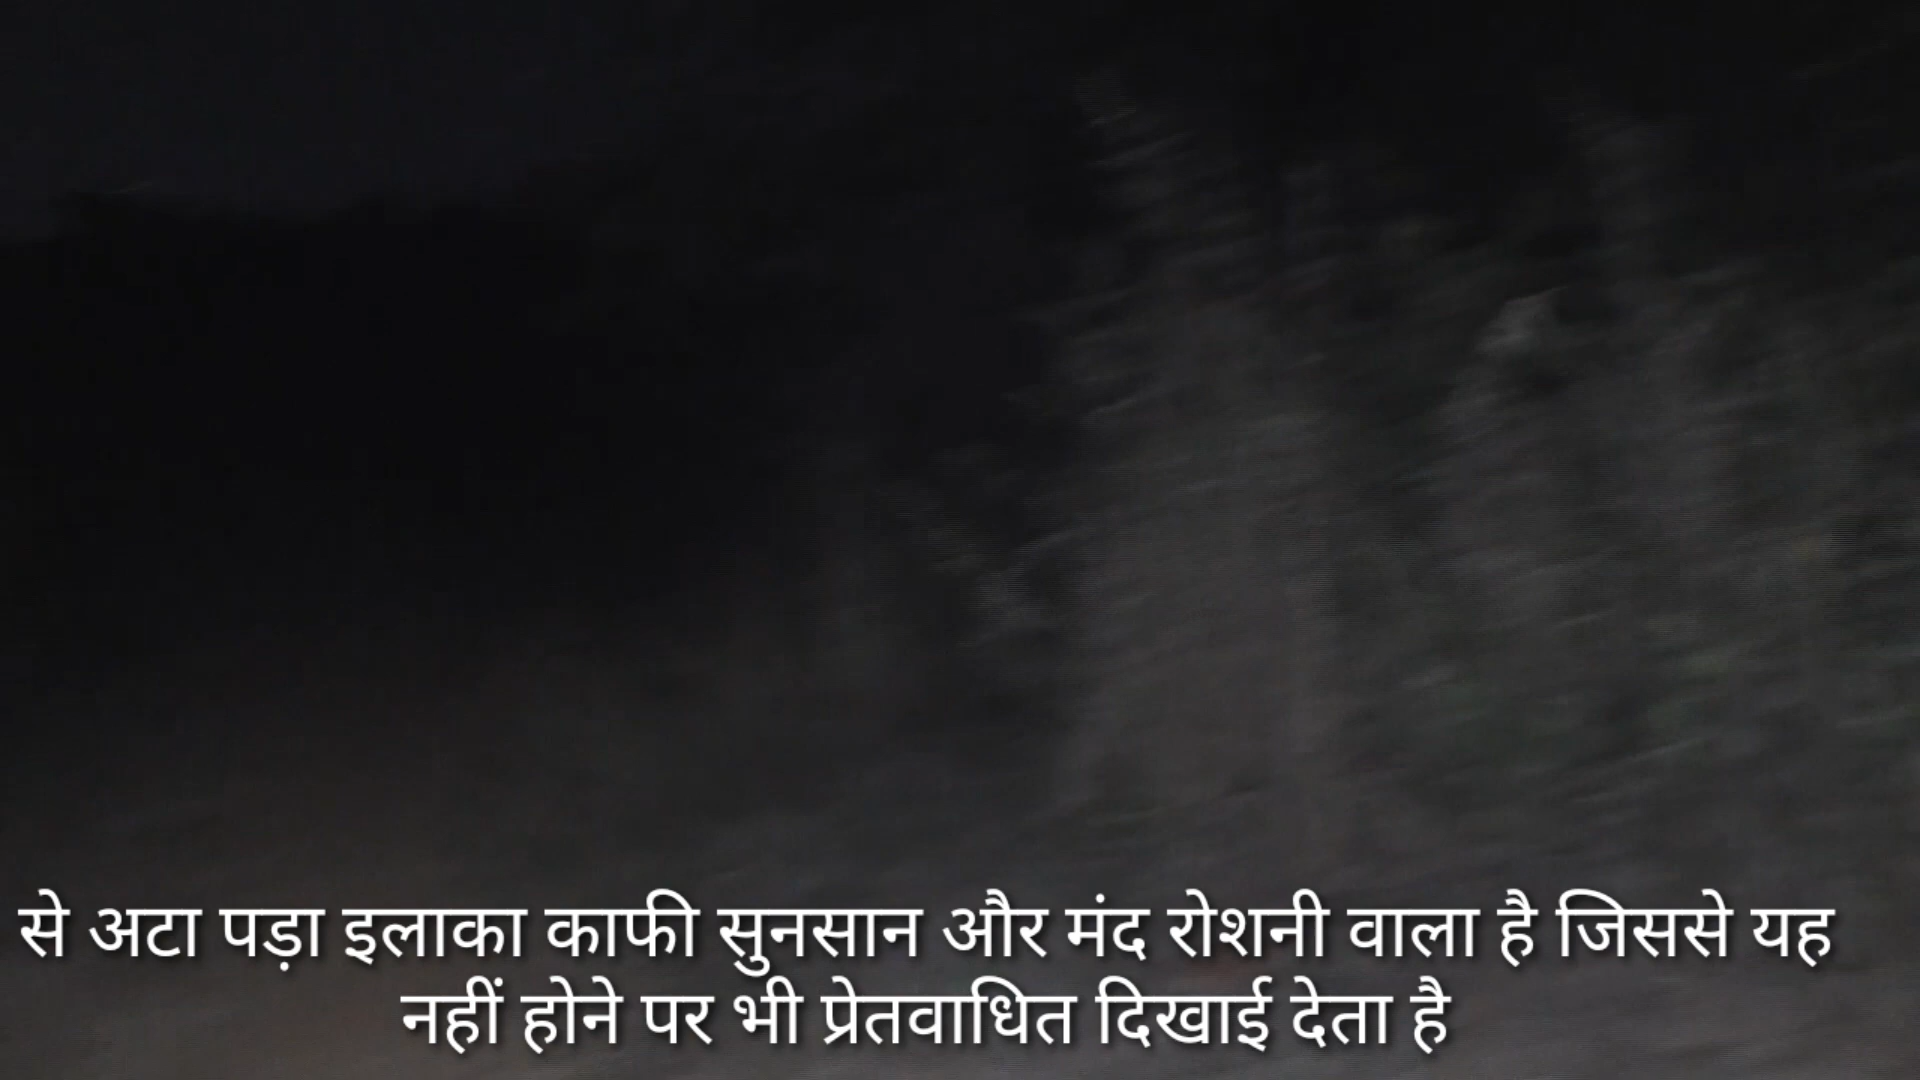 से अटा पड़ा इलाका काफी सुनसान और मंद रोशनी वाला है जिससे यह
नहीं होने पर भी प्रेतवाधित दिखाई देता है